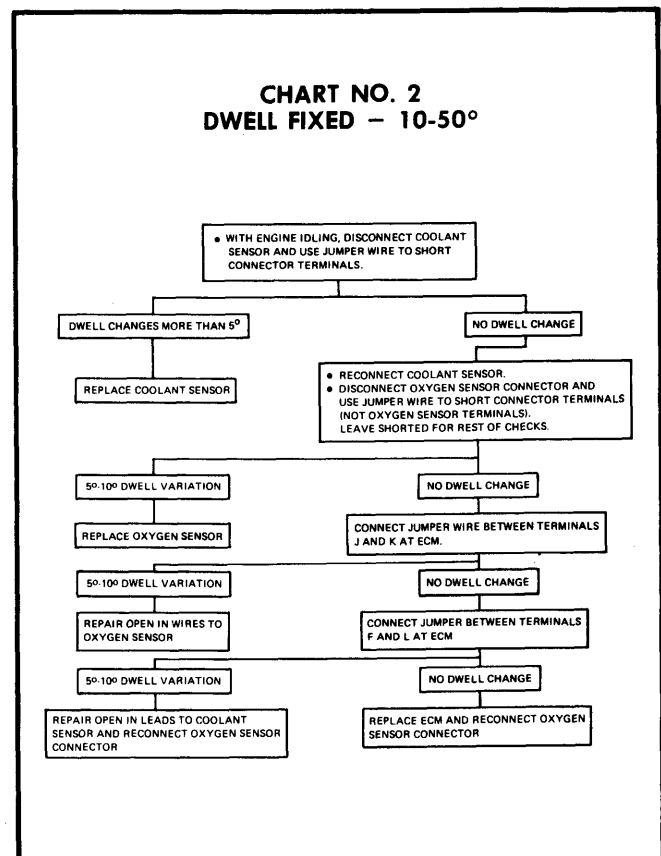 CHART NO. 2
DWELL FIXED – 10-50°
• WITH ENGINE IDLING, DISCONNECT COOLANT
SENSOR AND USE JUMPER WIRE TO SHORT
CONNECTOR TERMINALS.
DWELL CHANGES MORE THAN 5°
NO DWELL CHANGE
REPLACE COOLANT SENSOR
• RECONNECT COOLANT SENSOR.
• DISCONNECT OXYGEN SENSOR CONNECTOR AND
USE JUMPER WIRE TO SHORT CONNECTOR TERMINALS
(NOT OXYGEN SENSOR TERMINALS).
LEAVE SHORTED FOR REST OF CHECKS.
5°-10° DWELL VARIATION
NO DWELL CHANGE
REPLACE OXYGEN SENSOR
CONNECT JUMPER WIRE BETWEEN TERMINALS
J AND K AT ECM.
5°-10° DWELL VARIATION
NO DWELL CHANGE
REPAIR OPEN IN WIRES TO
OXYGEN SENSOR
CONNECT JUMPER BETWEEN TERMINALS
F AND L AT ECM
5°-10° DWELL VARIATION
NO DWELL CHANGE
REPAIR OPEN IN LEADS TO COOLANT
SENSOR AND RECONNECT OXYGEN SENSOR
CONNECTOR
REPLACE ECM AND RECONNECT OXYGEN
SENSOR CONNECTOR